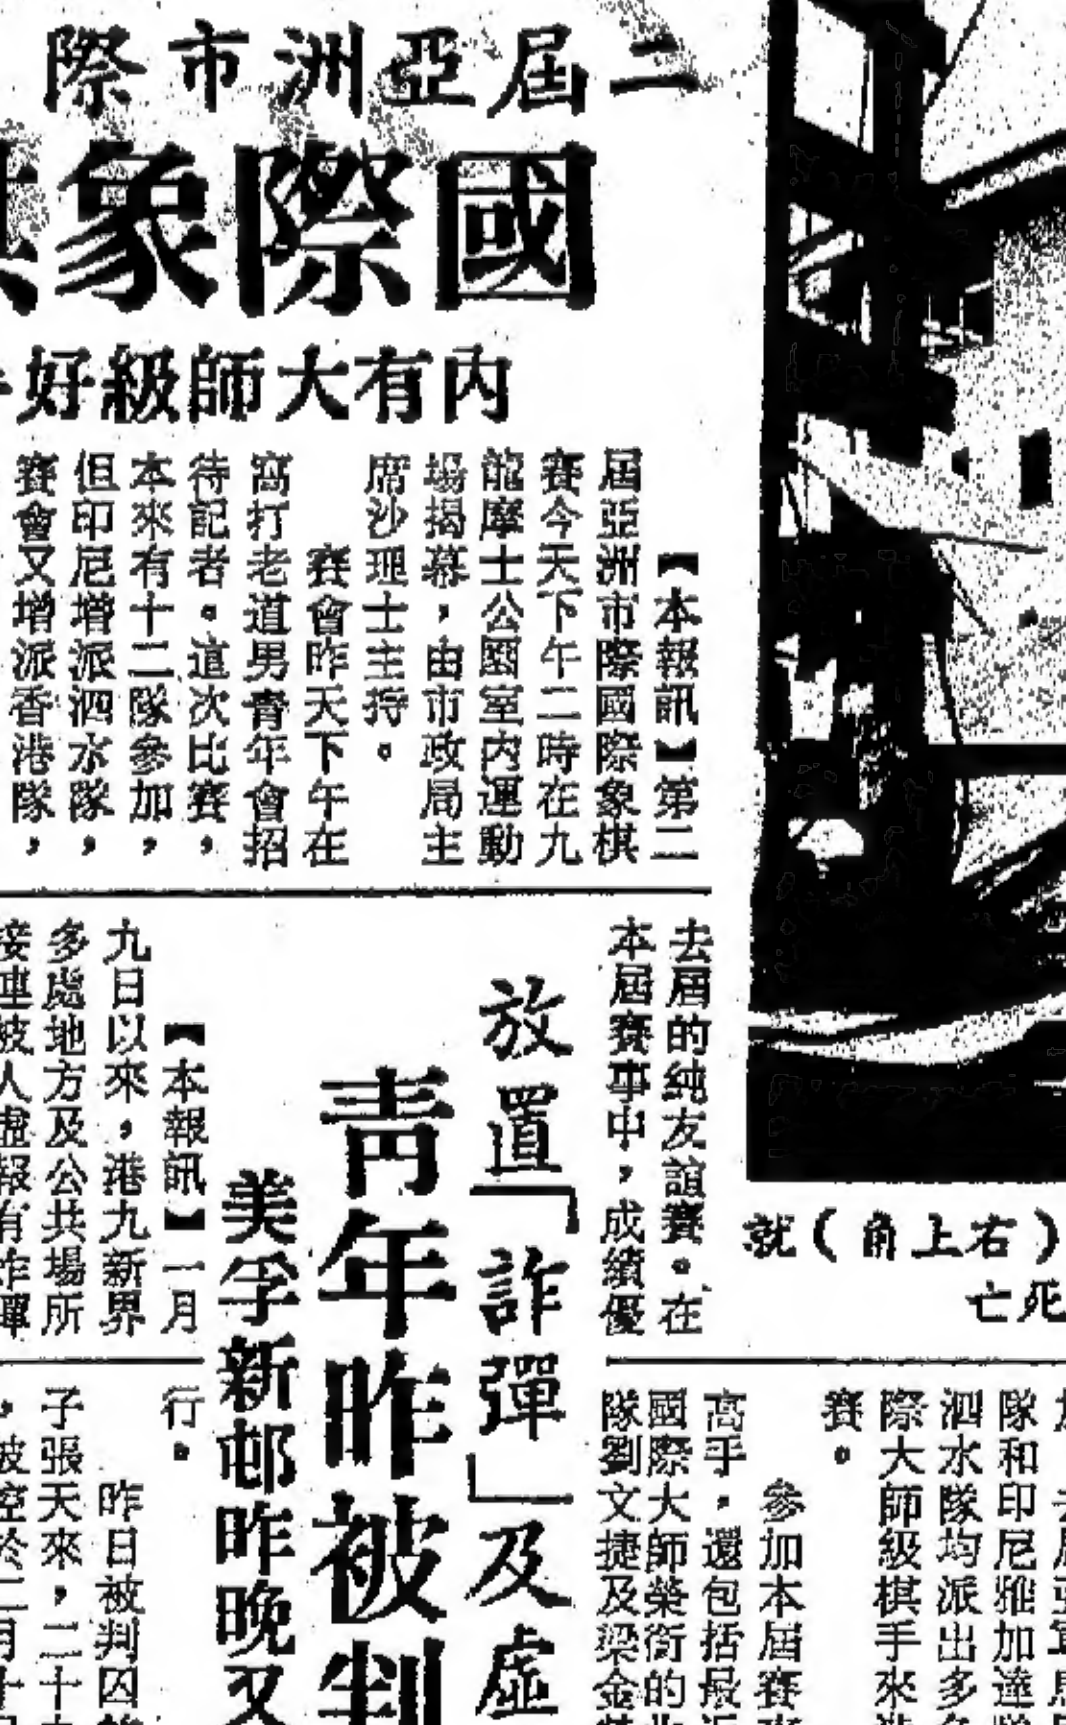 二屆亞洲市際
國際象
內有大師級好
【本報訊】第二
屆亞洲市際國際象棋
賽今天下午二時在九
龍摩士公園室內運動
場揭幕，由市政局主
席沙理士主持。
賽會昨天下午在
窩打老道男青年會招
待記者。這次比賽，
本來有十二隊參加，
但印尼增派泗水隊，
賽會又增派香港隊，
去屆的純友誼賽。在
本屆賽事中，成績優
放置「詐彈」及虛
青年昨被判
美孚新邨昨晚又
【本報訊】一月
九日以來，港九新界
多處地方及公共場所
接連被人虛報有炸彈
就（角上右）
亡死
隊和印尼雅加達
泗水隊均派出多
際大師級棋手來
賽。
參加本屆賽
高手，還包括最近
國際大師榮銜的
隊劉文捷及梁金
行。
昨日被判囚
子張天來，二十